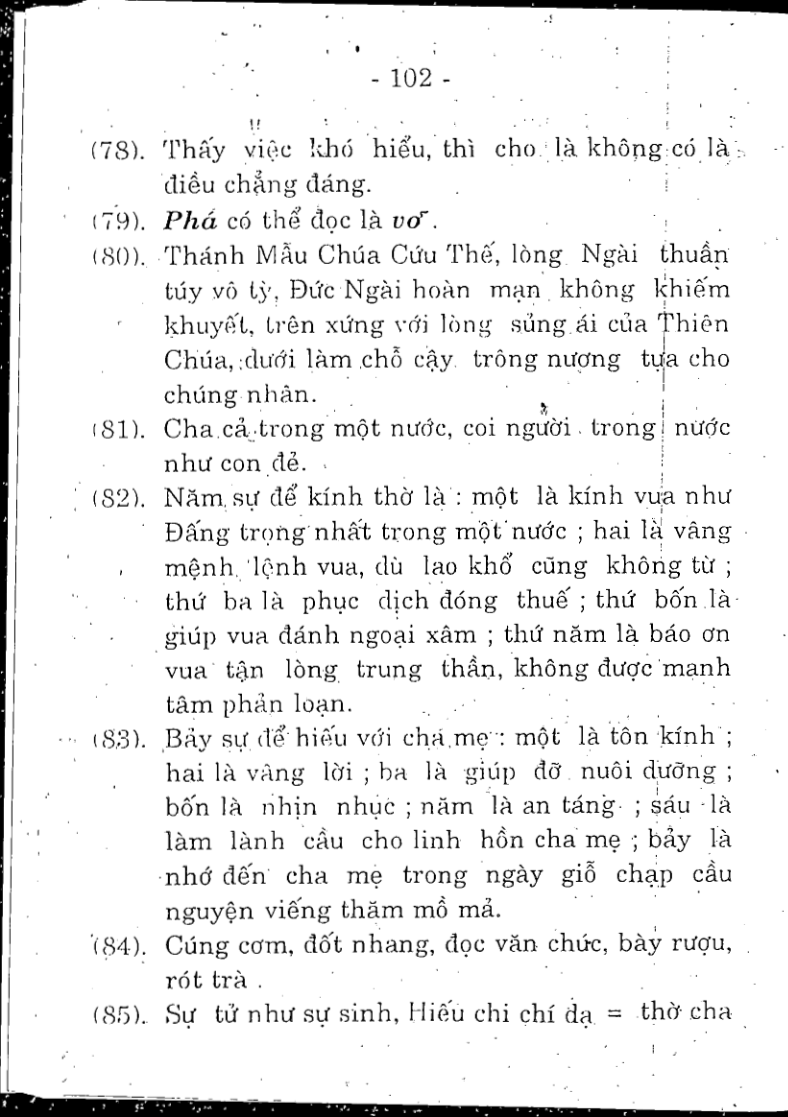 - 102 -
(78). Thấy việc khó hiểu, thì cho là không có là
điều chẳng đáng.
(79). Phá có thể đọc là vỡ.
(80). Thánh Mẫu Chúa Cứu Thế, lòng Ngài thuần
túy vô tỳ, Đức Ngài hoàn mạn không khiếm
khuyết, trên xứng với lòng sủng ái của Thiên
Chúa, dưới làm chỗ cậy trông nương tựa cho
chúng nhân.
(81). Cha cả trong một nước, coi người trong nước
như con đẻ.
(82). Năm sự để kính thờ là : một là kính vua như
Đấng trọng nhất trong một nước ; hai là vâng
mệnh lệnh vua, dù lao khổ cũng không từ ;
thứ ba là phục dịch đóng thuế ; thứ bốn là
giúp vua đánh ngoại xâm ; thứ năm là báo ơn
vua tận lòng trung thần, không được manh
tâm phản loạn.
(83). Bảy sự để hiếu với cha mẹ : một là tôn kính ;
hai là vâng lời ; ba là giúp đỡ nuôi dưỡng ;
bốn là nhịn nhục ; năm là an táng ; sáu là
làm lành cầu cho linh hồn cha mẹ ; bảy là
nhớ đến cha mẹ trong ngày giỗ chạp cầu
nguyện viếng thăm mồ mả.
(84). Cúng cơm, đốt nhang, đọc văn chức, bày rượu,
rót trà .
(85). Sự tử như sự sinh, Hiếu chi chí dạ = thờ cha